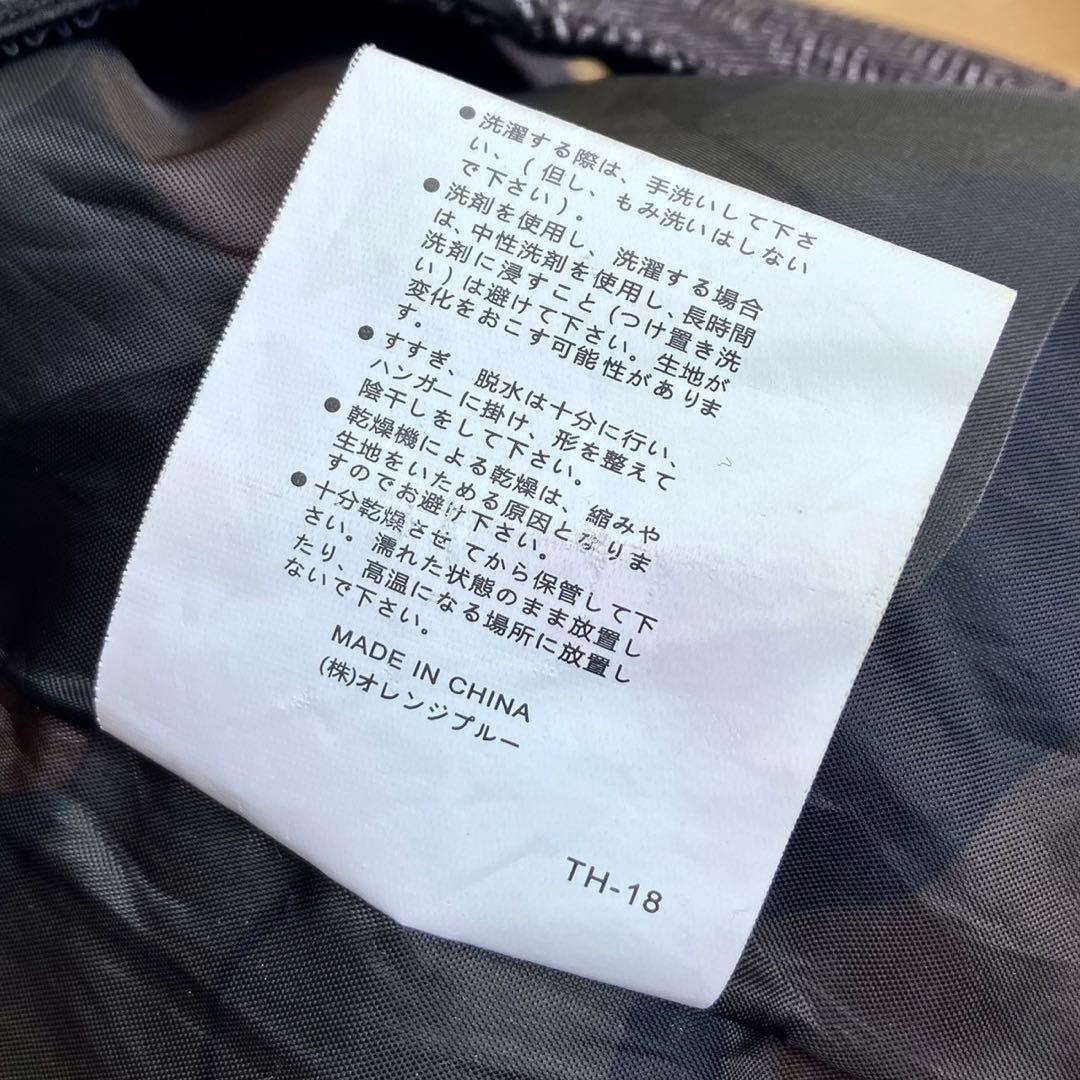 ●洗濯する際は、手洗いして下さ
い、(但し、もみ洗いはしない
で下さい)。
●洗剤を使用し、洗濯する場合
は、中性洗剤を使用し、長時間
洗剤に浸すこと(つけ置き洗
い)は避けて下さい。生地が
変化をおこす可能性がありま
す。
●すすぎ、脱水は十分に行い、
ハンガーに掛け、形を整えて
陰干しをして下さい。
●乾燥機による乾燥は、縮みや
生地をいためる原因となりま
すのでお避け下さい。
●十分乾燥させてから保管して下
さい。濡れた状態のまま放置し
たり、高温になる場所に放置し
ないで下さい。
MADE IN CHINA
(株)オレンジブルー
TH-18